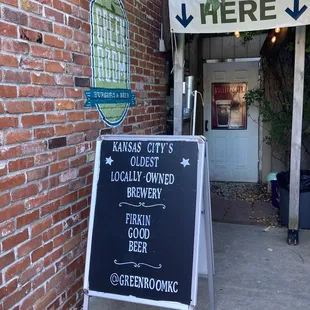 HERE
KANSAS CITY'S
OLDEST
LOCALLY-OWNED
BREWERY
FIRKIN
GOOD
BEER
@GREENROOMKC